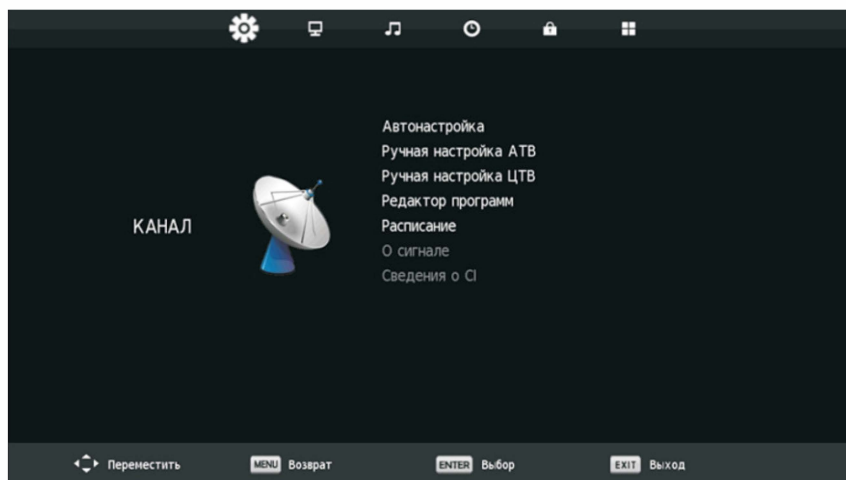 КАНАЛ
Автонастройка
Ручная настройка АТВ
Ручная настройка ЦТВ
Редактор программ
Расписание
О сигнале
Сведения о CI
Переместить MENU Возврат ENTER Выбор EXIT Выход